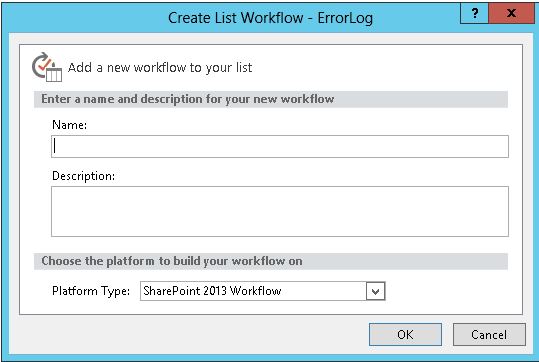 Create List Workflow - ErrorLog
?
x
Add a new workflow to your list
Enter a name and description for your new workflow
Name:
Description:
Choose the platform to build your workflow on
Platform Type: SharePoint 2013 Workflow
OK Cancel